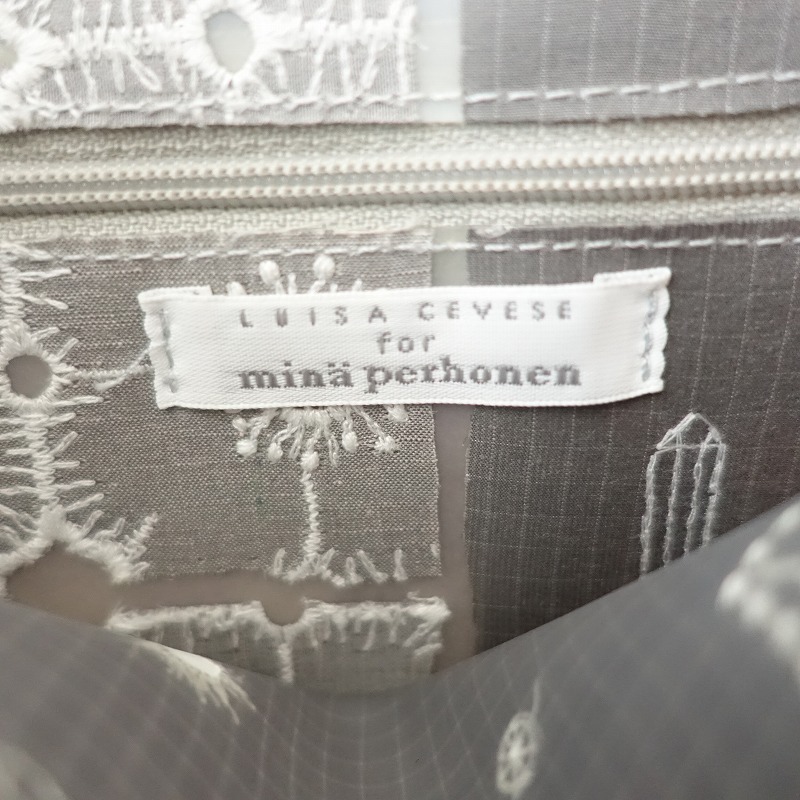 LUISA CEVESE
for
minä perhonen